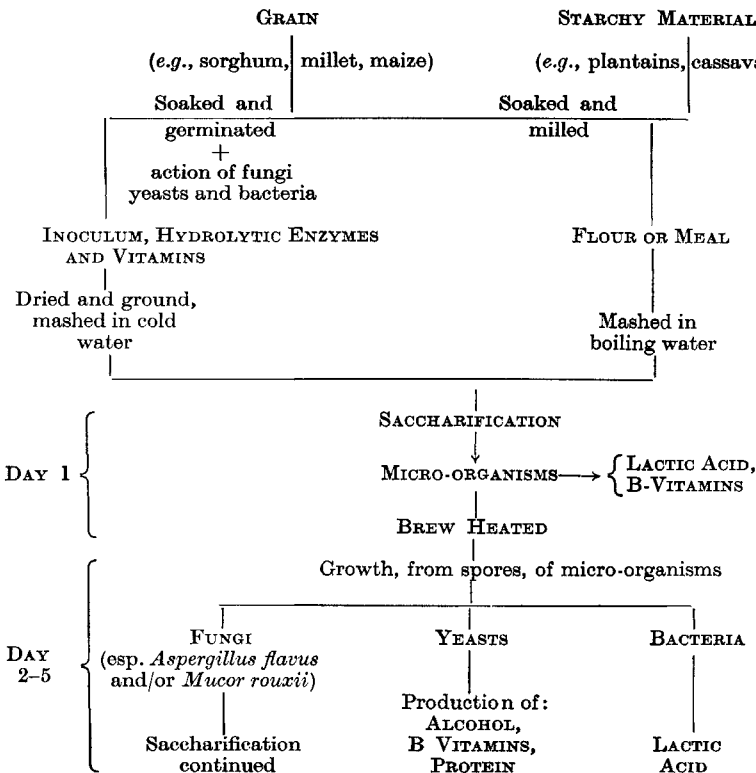 GRAIN
STARCHY MATERIAL
(e.g., sorghum, millet, maize)
(e.g., plantains, cassava
Soaked and
germinated
+
action of fungi
yeasts and bacteria
Soaked and
milled
INOCULUM, HYDROLYTIC ENZYMES
AND VITAMINS
FLOUR OR MEAL
Dried and ground,
mashed in cold
water
Mashed in
boiling water
DAY 1
SACCHARIFICATION
MICRO-ORGANISMS
LACTIC ACID,
B-VITAMINS
BREW HEATED
DAY
2–5
Growth, from spores, of micro-organisms
FUNGI
(esp. Aspergillus flavus
and/or Mucor rouxii)
Saccharification
continued
YEASTS
Production of:
ALCOHOL,
B VITAMINS,
PROTEIN
BACTERIA
LACTIC
ACID